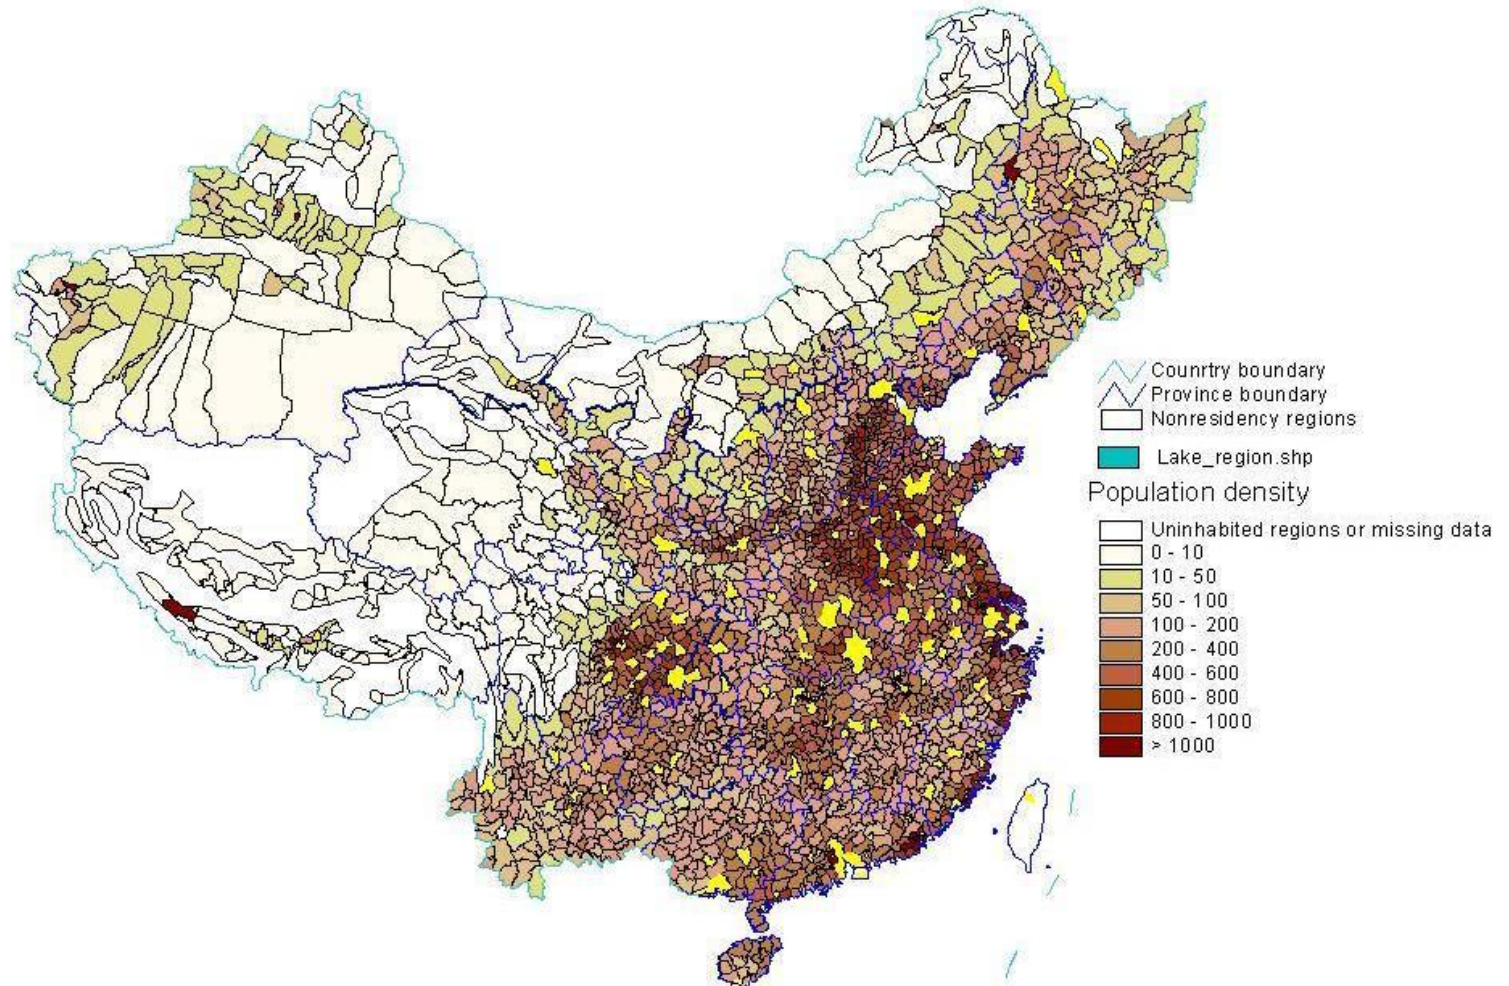 Counrtry boundary
Province boundary
Nonresidency regions
Lake_region.shp
Population density
Uninhabited regions or missing data
0 - 10
10 - 50
50 - 100
100 - 200
200 - 400
400 - 600
600 - 800
800 - 1000
> 1000